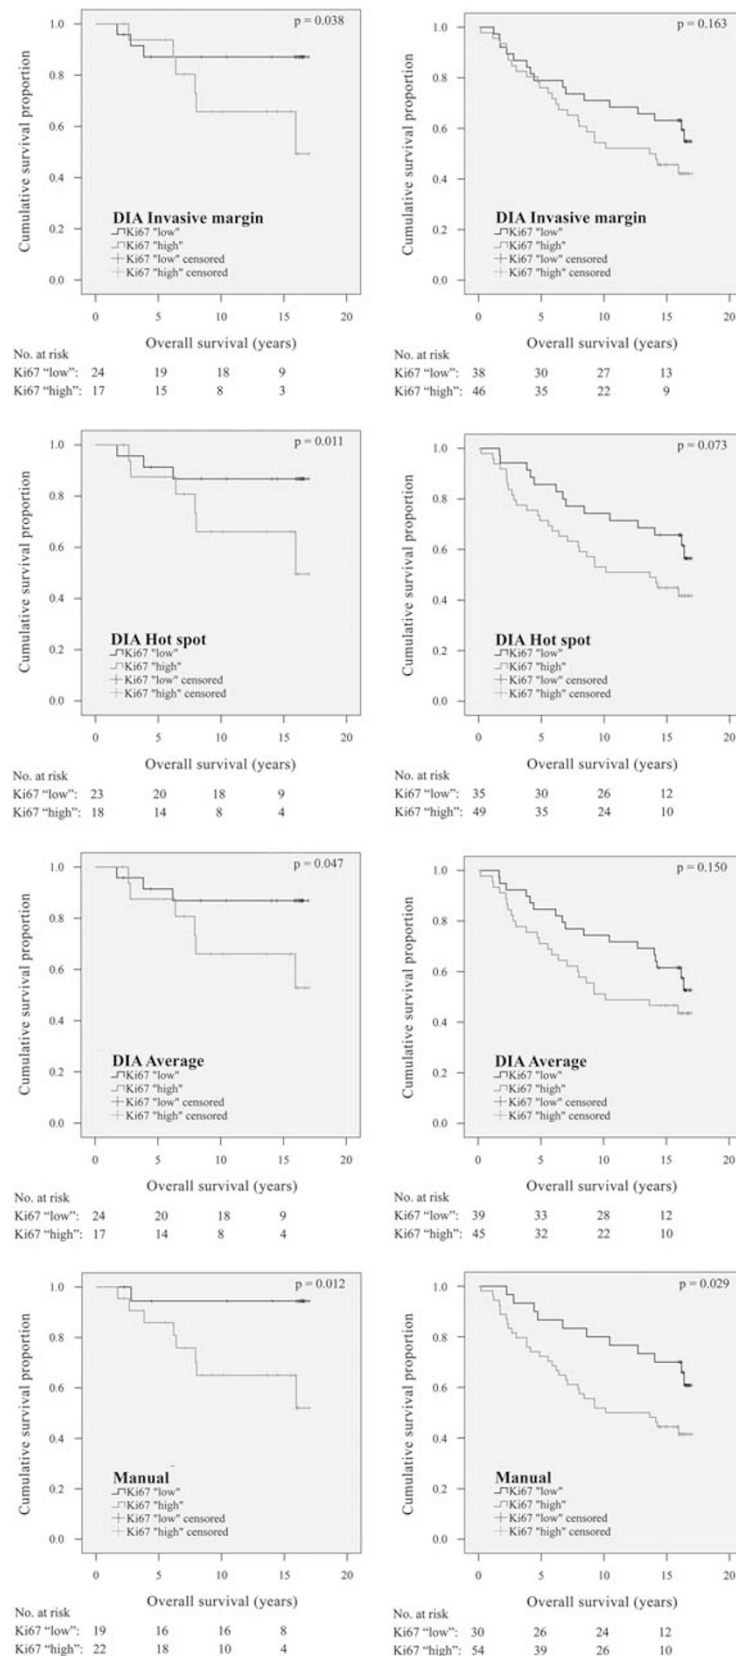 p = 0.038
Cumulative survival proportion
1.0
0.8
0.6
0.4
0.2
0.0
DIA Invasive margin
Ki67 "low"
Ki67 "high"
Ki67 "low" censored
Ki67 "high" censored
0 5 10 15 20
Overall survival (years)
No. at risk
Ki67 “low”: 24 19 18 9
Ki67 “high”: 17 15 8 3
p = 0.163
Cumulative survival proportion
1.0
0.8
0.6
0.4
0.2
0.0
DIA Invasive margin
Ki67 "low"
Ki67 "high"
Ki67 "low" censored
Ki67 "high" censored
0 5 10 15 20
Overall survival (years)
No. at risk
Ki67 “low”: 38 30 27 13
Ki67 “high”: 46 35 22 9
p = 0.011
Cumulative survival proportion
1.0
0.8
0.6
0.4
0.2
0.0
DIA Hot spot
Ki67 "low"
Ki67 "high"
Ki67 "low" censored
Ki67 "high" censored
0 5 10 15 20
Overall survival (years)
No. at risk
Ki67 “low”: 23 20 18 9
Ki67 “high”: 18 14 8 4
p = 0.073
Cumulative survival proportion
1.0
0.8
0.6
0.4
0.2
0.0
DIA Hot spot
Ki67 "low"
Ki67 "high"
Ki67 "low" censored
Ki67 "high" censored
0 5 10 15 20
Overall survival (years)
No. at risk
Ki67 “low”: 35 30 26 12
Ki67 “high”: 49 35 24 10
p = 0.047
Cumulative survival proportion
1.0
0.8
0.6
0.4
0.2
0.0
DIA Average
Ki67 "low"
Ki67 "high"
Ki67 "low" censored
Ki67 "high" censored
0 5 10 15 20
Overall survival (years)
No. at risk
Ki67 “low”: 24 20 18 9
Ki67 “high”: 17 14 8 4
p = 0.150
Cumulative survival proportion
1.0
0.8
0.6
0.4
0.2
0.0
DIA Average
Ki67 "low"
Ki67 "high"
Ki67 "low" censored
Ki67 "high" censored
0 5 10 15 20
Overall survival (years)
No. at risk
Ki67 “low”: 39 33 28 12
Ki67 “high”: 45 32 22 10
p = 0.012
Cumulative survival proportion
1.0
0.8
0.6
0.4
0.2
0.0
Manual
Ki67 "low"
Ki67 "high"
Ki67 "low" censored
Ki67 "high" censored
0 5 10 15 20
Overall survival (years)
No. at risk
Ki67 “low”: 19 16 16 8
Ki67 “high”: 22 18 10 4
p = 0.029
Cumulative survival proportion
1.0
0.8
0.6
0.4
0.2
0.0
Manual
Ki67 "low"
Ki67 "high"
Ki67 "low" censored
Ki67 "high" censored
0 5 10 15 20
Overall survival (years)
No. at risk
Ki67 “low”: 30 26 24 12
Ki67 “high”: 54 39 26 10